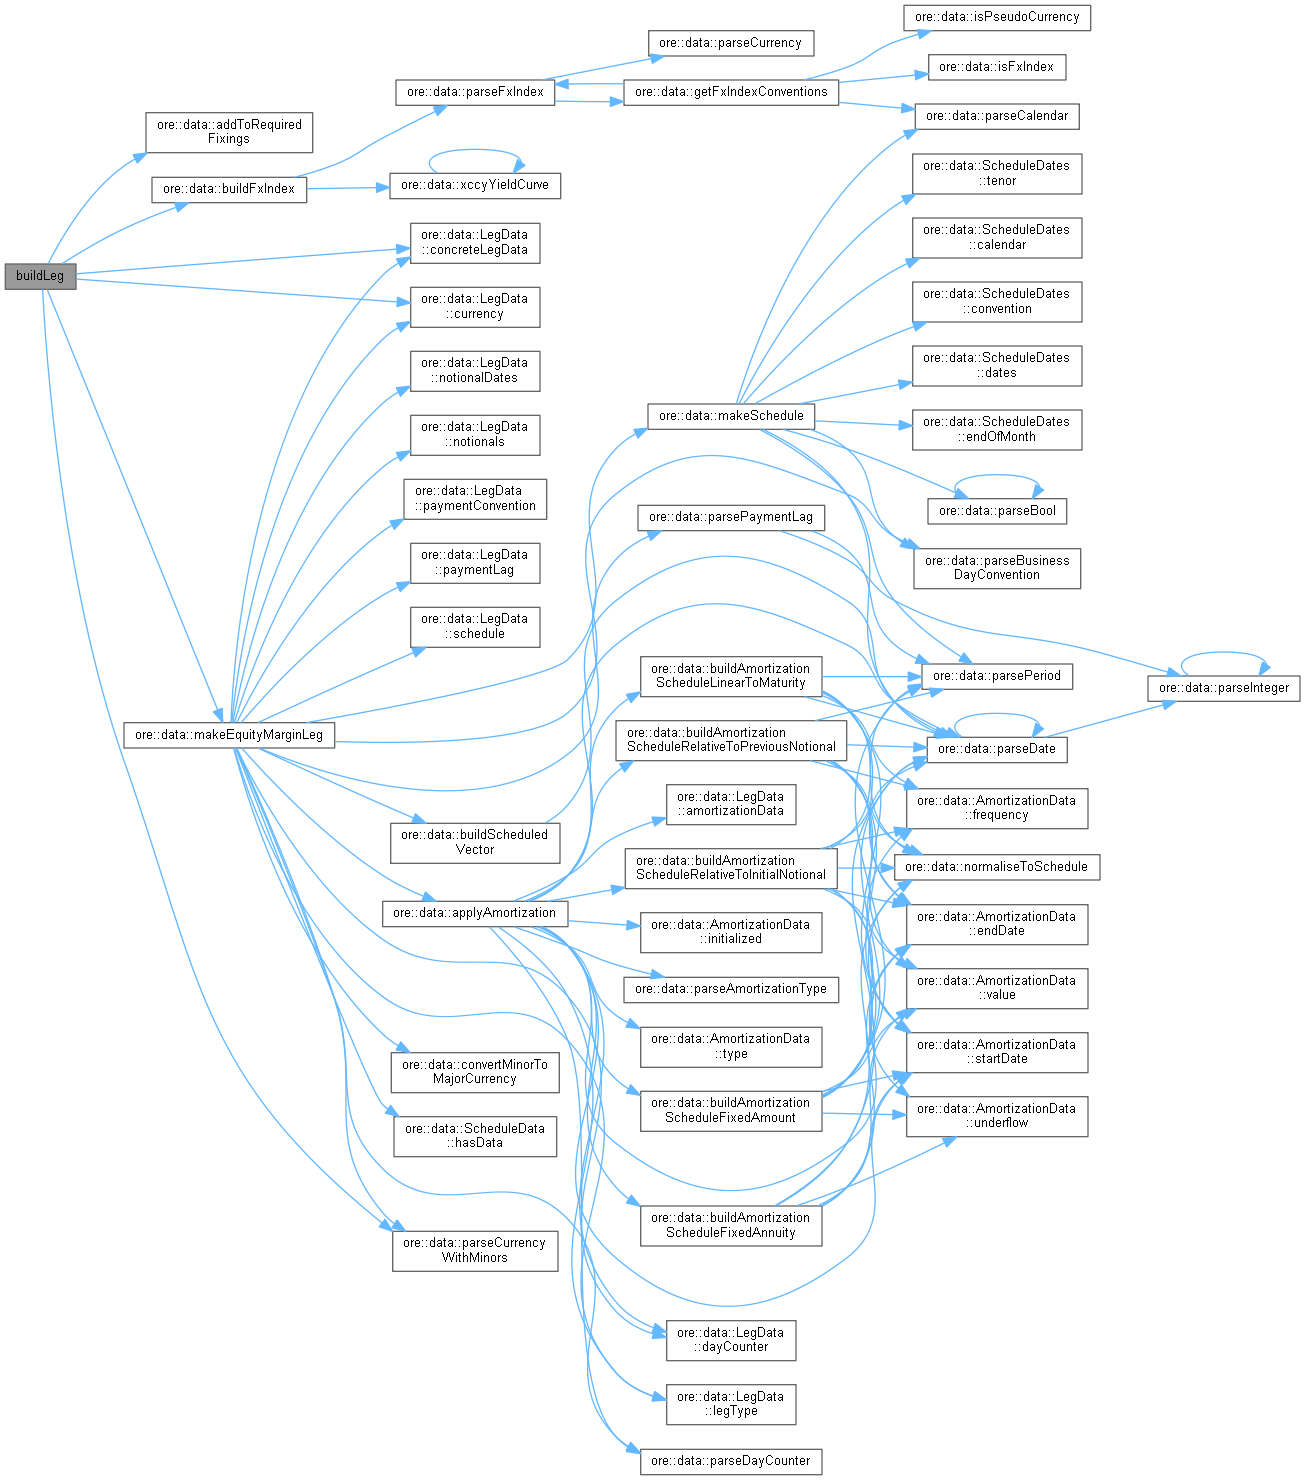 buildLeg
ore::data::addToRequired
Fixings
ore::data::buildFxIndex
ore::data::makeEquityMarginLeg
ore::data::parseFxIndex
ore::data::xccyYieldCurve
ore::data::LegData
::concreteLegData
ore::data::LegData
::currency
ore::data::LegData
::notionalDates
ore::data::LegData
::notionals
ore::data::LegData
::paymentConvention
ore::data::LegData
::paymentLag
ore::data::LegData
::schedule
ore::data::buildScheduled
Vector
ore::data::applyAmortization
ore::data::convertMinorTo
MajorCurrency
ore::data::ScheduleData
::hasData
ore::data::parseCurrency
WithMinors
ore::data::parseCurrency
ore::data::getFxIndexConventions
ore::data::makeSchedule
ore::data::parsePaymentLag
ore::data::buildAmortization
ScheduleLinearToMaturity
ore::data::buildAmortization
ScheduleRelativeToPreviousNotional
ore::data::LegData
::amortizationData
ore::data::buildAmortization
ScheduleRelativeToInitialNotional
ore::data::AmortizationData
::initialized
ore::data::parseAmortizationType
ore::data::AmortizationData
::type
ore::data::buildAmortization
ScheduleFixedAmount
ore::data::buildAmortization
ScheduleFixedAnnuity
ore::data::LegData
::dayCounter
ore::data::LegData
::legType
ore::data::parseDayCounter
ore::data::isPseudoCurrency
ore::data::isFxIndex
ore::data::parseCalendar
ore::data::ScheduleDates
::tenor
ore::data::ScheduleDates
::calendar
ore::data::ScheduleDates
::convention
ore::data::ScheduleDates
::dates
ore::data::ScheduleDates
::endOfMonth
ore::data::parseBool
ore::data::parseBusiness
DayConvention
ore::data::parsePeriod
ore::data::parseDate
ore::data::AmortizationData
::frequency
ore::data::normaliseToSchedule
ore::data::AmortizationData
::endDate
ore::data::AmortizationData
::value
ore::data::AmortizationData
::startDate
ore::data::AmortizationData
::underflow
ore::data::parseInteger